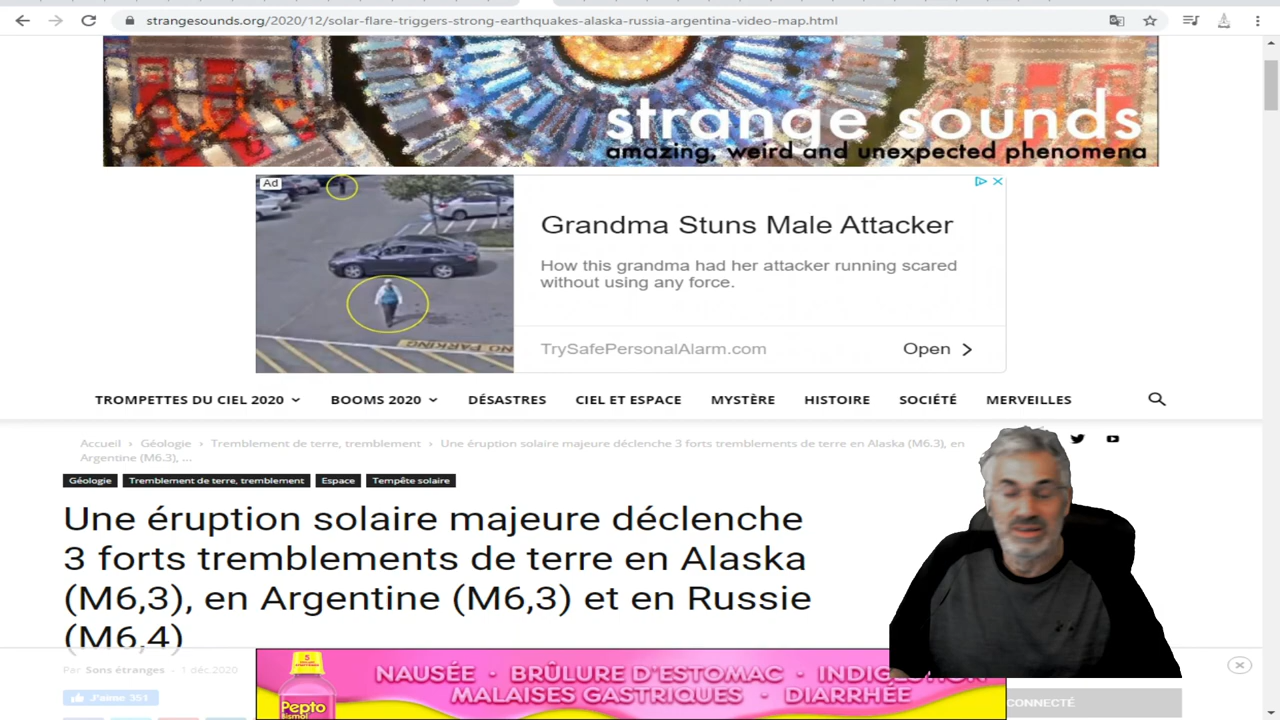 strangesounds.org/2020/12/solar-flare-triggers-strong-earthquakes-alaska-russia-argentina-video-map.html
strange sounds
amazing, weird and unexpected phenomena
Ad
NO PARKING
Grandma Stuns Male Attacker
How this grandma had her attacker running scared
without using any force.
TrySafePersonalAlarm.com
Open
TROMPETTES DU CIEL 2020
BOOMS 2020
DÉSASTRES
CIEL ET ESPACE
MYSTÈRE
HISTOIRE
SOCIÉTÉ
MERVEILLES
Accueil › Géologie › Tremblement de terre, tremblement › Une éruption solaire majeure déclenche 3 forts tremblements de terre en Alaska (M6.3), en
Argentine (M6.3), ...
Géologie
Tremblement de terre, tremblement
Espace
Tempête solaire
Une éruption solaire majeure déclenche
3 forts tremblements de terre en Alaska
(M6,3), en Argentine (M6,3) et en Russie
(M6,4)
Par Sons étranges - 1 déc.2020
J'aime 351
NAUSÉE · BRÛLURE D'ESTOMAC · INDIGESTION
MALAISES GASTRIQUES · DIARRHÉE
5
Pepto
Bismol
CONNECTÉ